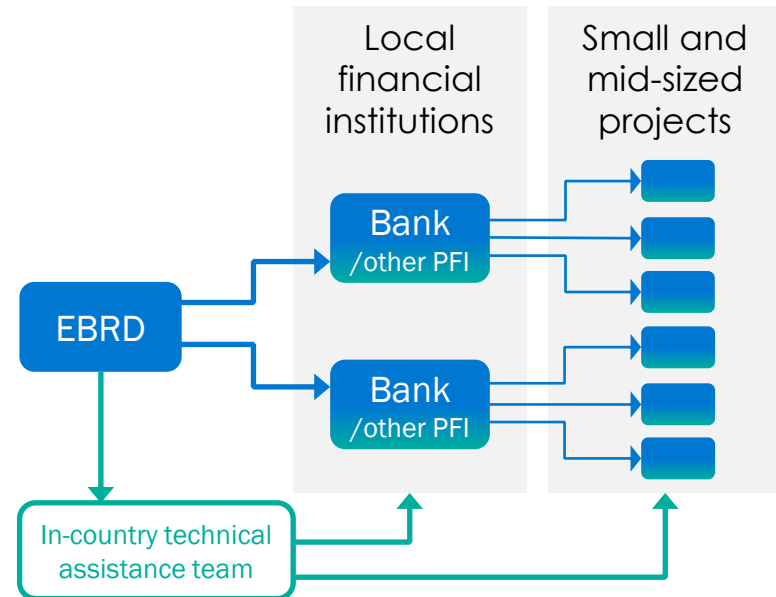 Local
financial
institutions
Small and
mid-sized
projects
Bank
/other PFI
EBRD
Bank
/other PFI
In-country technical
assistance team